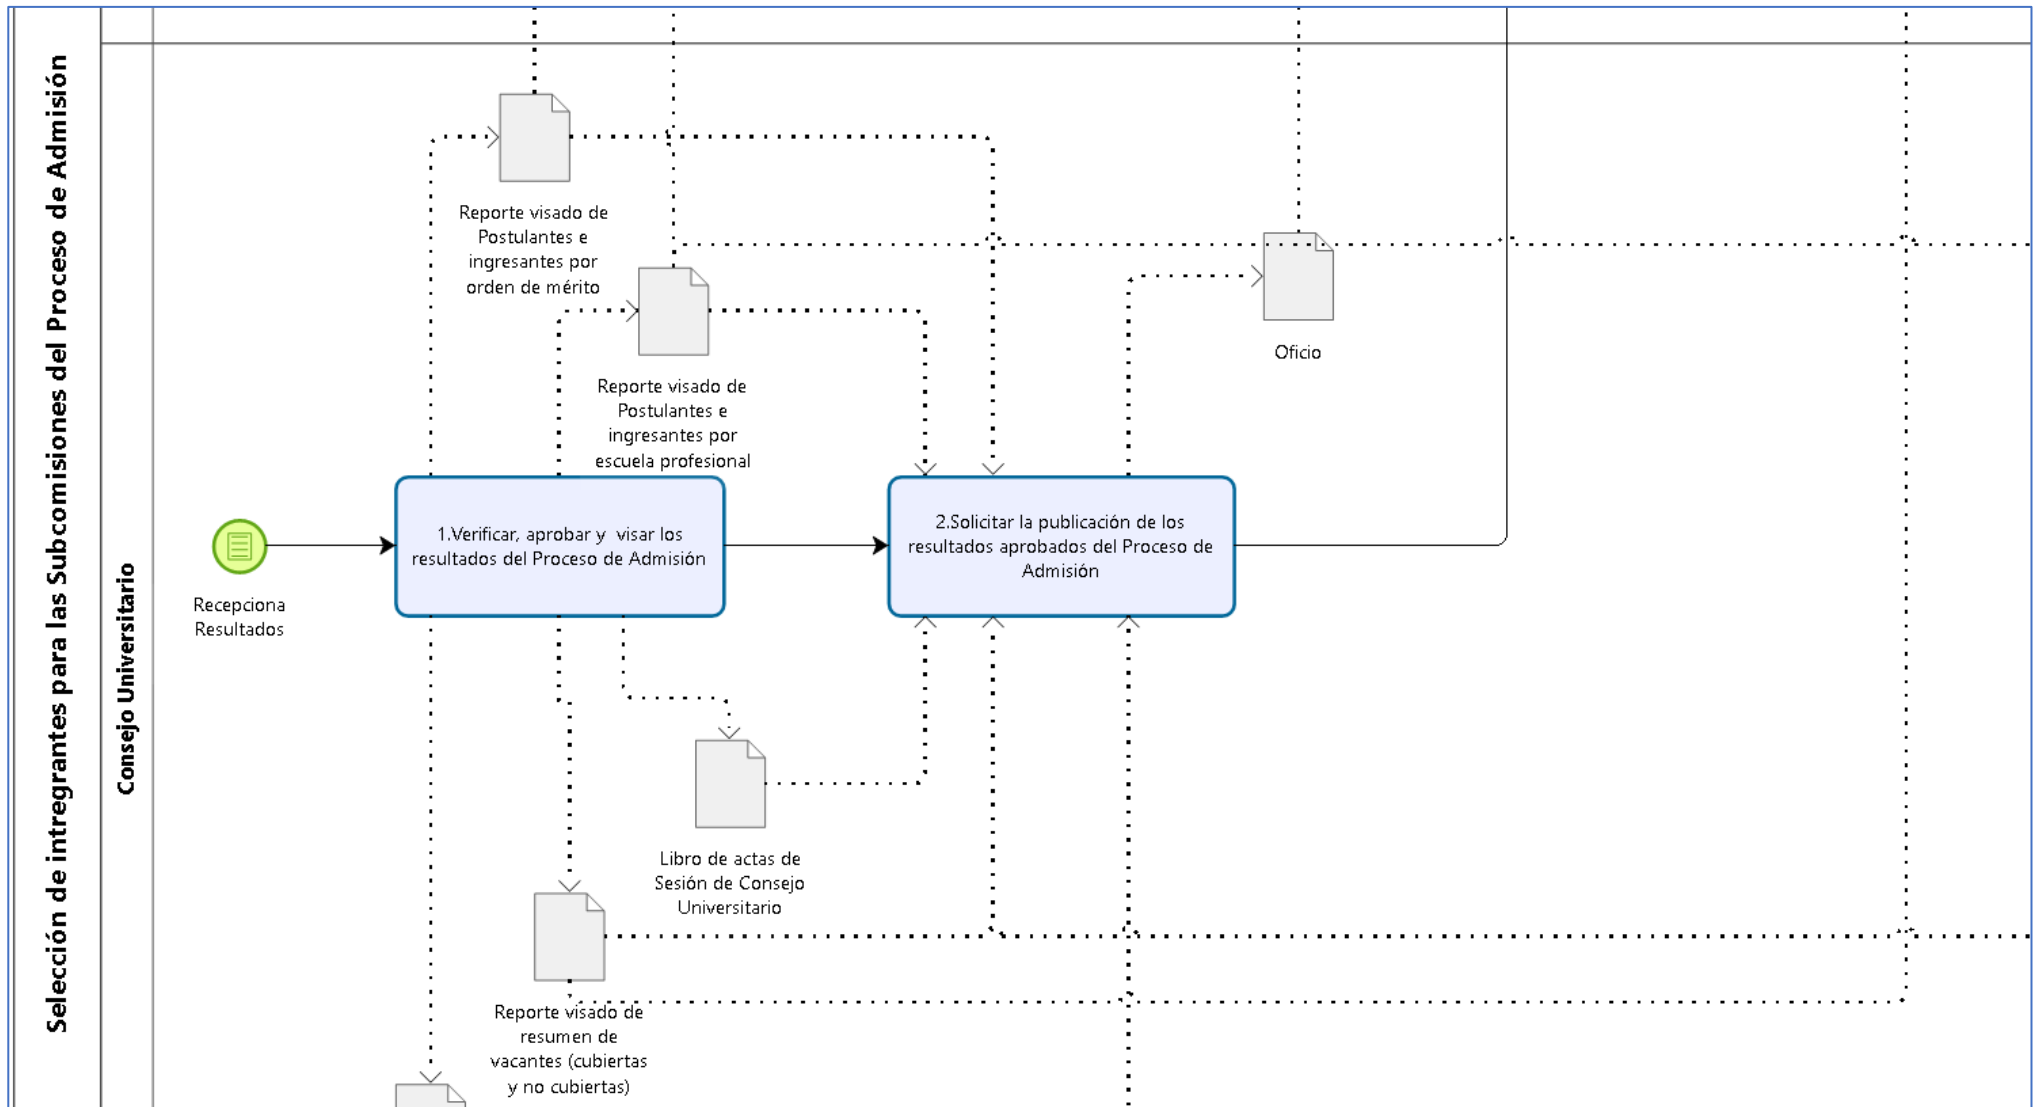 Selección de intregrantes para las Subcomisiones del Proceso de Admisión
Consejo Universitario
Recepciona
Resultados
Reporte visado de
Postulantes e
ingresantes por
orden de mérito
Reporte visado de
Postulantes e
ingresantes por
escuela profesional
Oficio
1.Verificar, aprobar y  visar los
resultados del Proceso de Admisión
2.Solicitar la publicación de los
resultados aprobados del Proceso de
Admisión
Libro de actas de
Sesión de Consejo
Universitario
Reporte visado de
resumen de
vacantes (cubiertas
y no cubiertas)